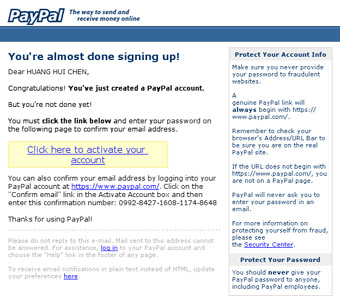 PayPal The way to send and
receive money online
You're almost done signing up!
Dear HUANG HUI CHEN,
Congratulations! You've just created a PayPal account.
But you're not done yet!
You must click the link below and enter your password on
the following page to confirm your email address.
Click here to activate your
account
You can also confirm your email address by logging into your
PayPal account at https://www.paypal.com/. Click on the
"Confirm email" link in the Activate Account box and then
enter this confirmation number: 0992-8427-1608-1174-8648
Thanks for using PayPal!
Please do not reply to this e-mail. Mail sent to this address cannot
be answered. For assistance, log in to your PayPal account and
choose the "Help" link in the footer of any page.
To receive email notifications in plain text instead of HTML, update
your preferences here.
Protect Your Account Info
Make sure you never provide
your password to fraudulent
websites.
A
genuine PayPal link will
always begin with https://
www.paypal.com/.
Remember to check your
browser's Address/URL Bar to
be sure you are on the real
PayPal site.
If the URL does not begin with
https://www.paypal.com/, you
are not on a PayPal page.
PayPal will never ask you to
enter your password in an
email.
For more information on
protecting yourself from fraud,
please see
the Security Center.
Protect Your Password
You should never give your
PayPal password to anyone,
including PayPal employees.